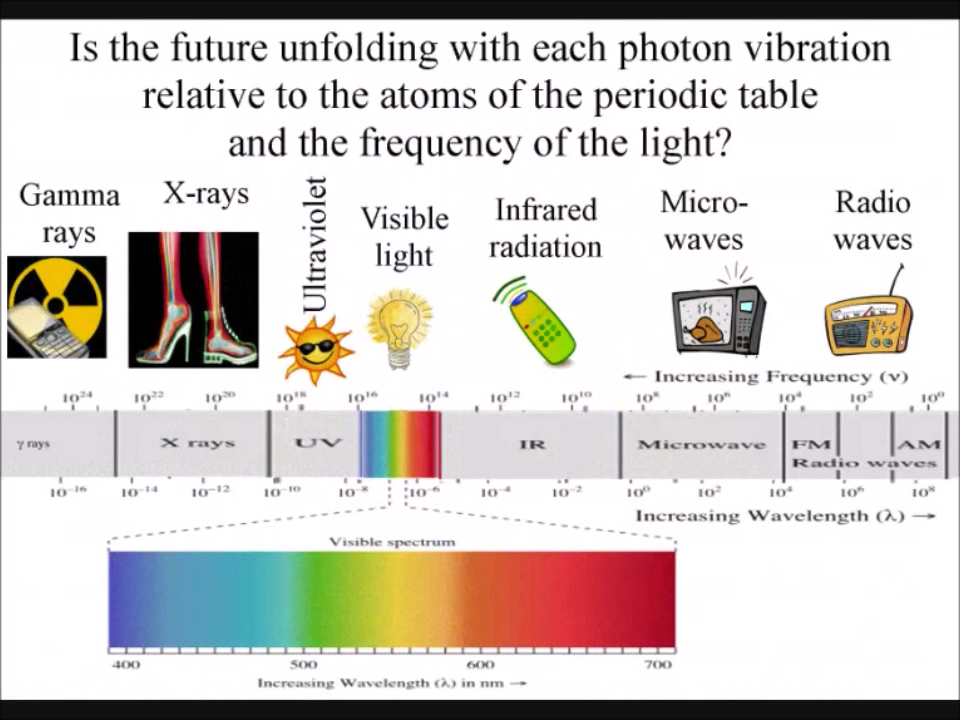 Is the future unfolding with each photon vibration
relative to the atoms of the periodic table
and the frequency of the light?
Gamma
rays
X-rays
Ultraviolet
Visible
light
Infrared
radiation
Micro-
waves
Radio
waves
← Increasing Frequency (ν)
10²⁴ 10²² 10²⁰ 10¹⁸ 10¹⁶ 10¹⁴ 10¹² 10¹⁰ 10⁸ 10⁶ 10⁴ 10² 10⁰
γ rays X rays UV IR Microwave FM AM
Radio waves
10⁻¹⁶ 10⁻¹⁴ 10⁻¹² 10⁻¹⁰ 10⁻⁸ 10⁻⁶ 10⁻⁴ 10⁻² 10⁰ 10² 10⁴ 10⁶ 10⁸
Increasing Wavelength (λ) →
Visible spectrum
400 500 600 700
Increasing Wavelength (λ) in nm →